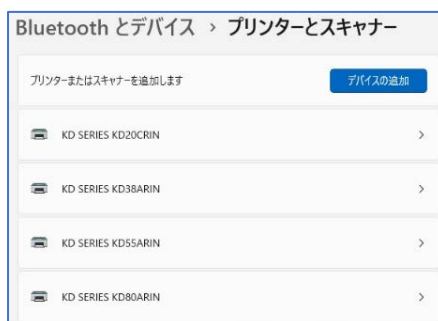 Bluetooth とデバイス › プリンターとスキャナー
プリンターまたはスキャナーを追加します デバイスの追加
KD SERIES KD20CRIN
KD SERIES KD38ARIN
KD SERIES KD55ARIN
KD SERIES KD80ARIN